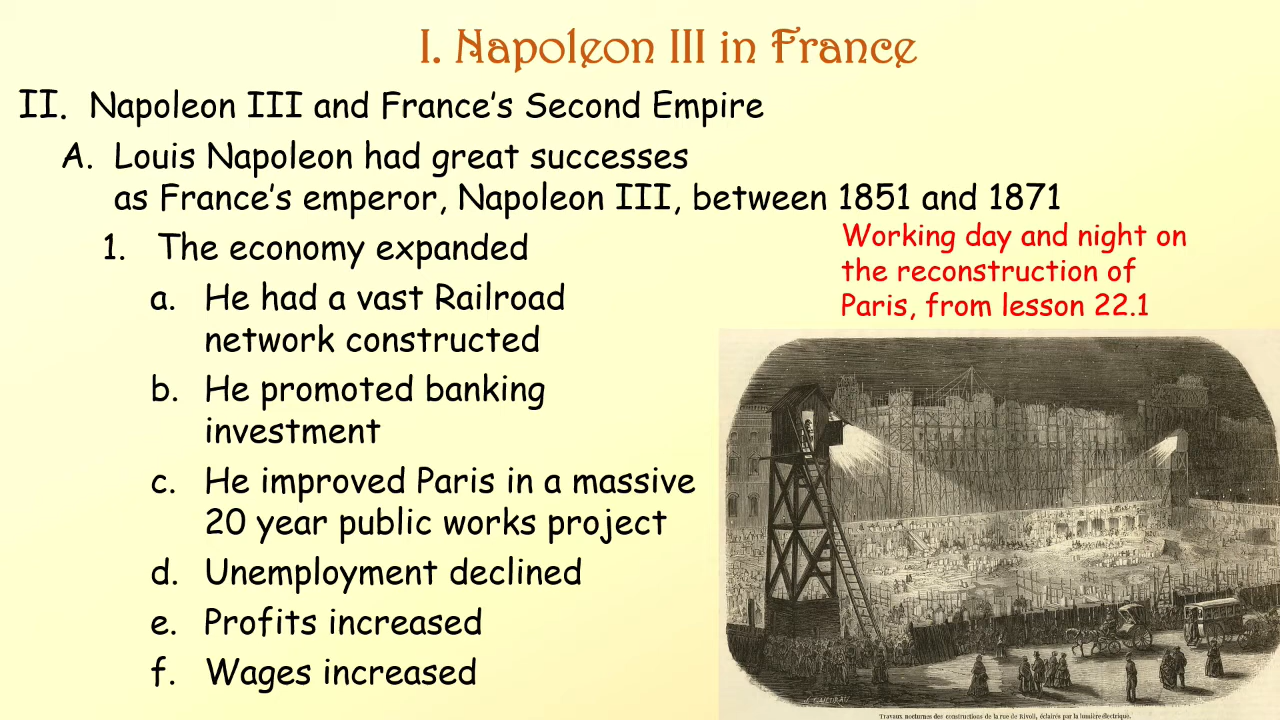 I. Napoleon III in France
II. Napoleon III and France's Second Empire
A. Louis Napoleon had great successes
as France's emperor, Napoleon III, between 1851 and 1871
1. The economy expanded
a. He had a vast Railroad
network constructed
b. He promoted banking
investment
c. He improved Paris in a massive
20 year public works project
d. Unemployment declined
e. Profits increased
f. Wages increased
Working day and night on
the reconstruction of
Paris, from lesson 22.1
Travaux nocturnes des constructions de la rue de Rivoli, éclairés par la lumière électrique.